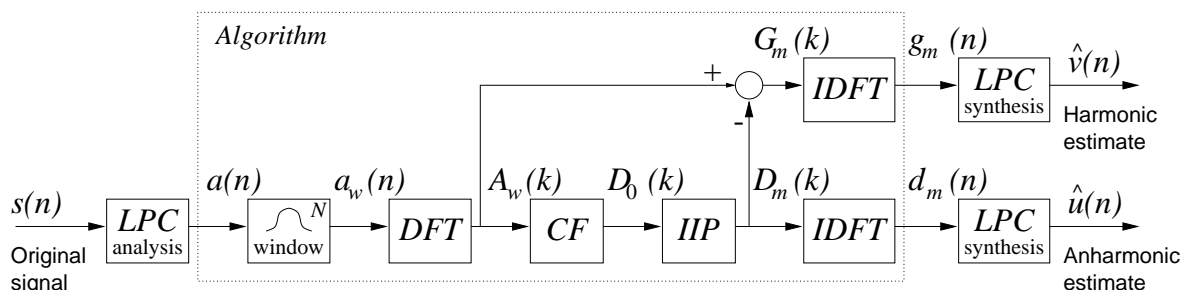 Algorithm
G_m(k)
g_m(n)
v̂(n)
+
IDFT
LPC
synthesis
Harmonic
estimate
-
s(n)
a(n)
a_w(n)
A_w(k)
D_0(k)
D_m(k)
d_m(n)
û(n)
Original
signal
LPC
analysis
N
window
DFT
CF
IIP
IDFT
LPC
synthesis
Anharmonic
estimate